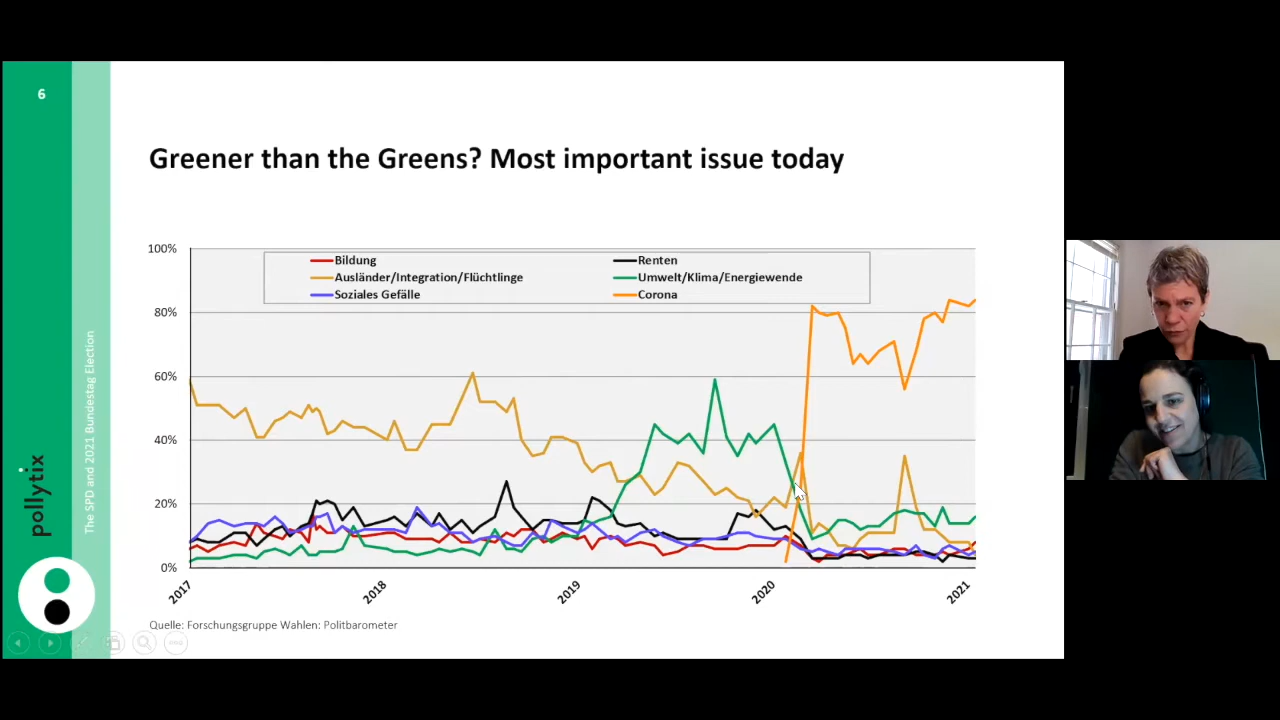 6
Greener than the Greens? Most important issue today
100%
80%
60%
40%
20%
0%
Bildung
Renten
Ausländer/Integration/Flüchtlinge
Umwelt/Klima/Energiewende
Soziales Gefälle
Corona
2017
2018
2019
2020
2021
Quelle: Forschungsgruppe Wahlen: Politbarometer
The SPD and 2021 Bundestag Election
pollytix